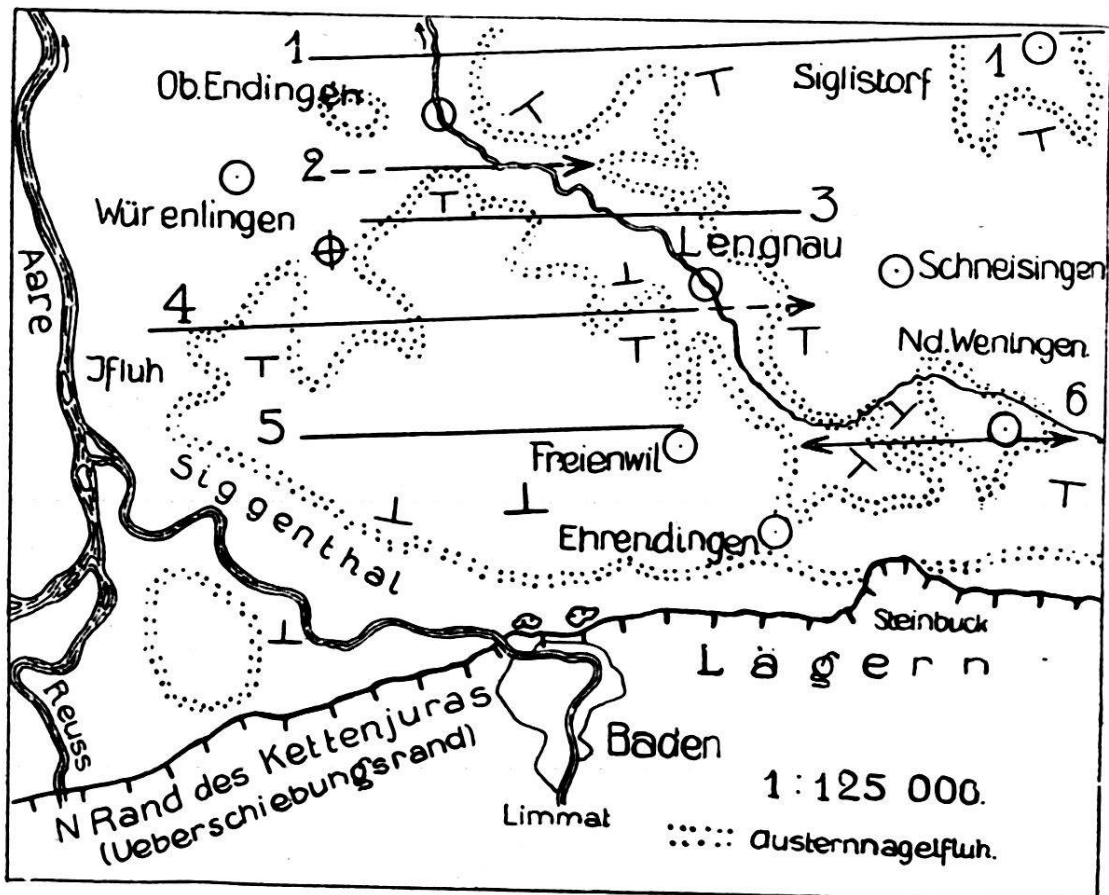 1
Ob.Endingen
Siglistorf
1
2
Würenlingen
3
Lengnau
Schneisingen
Aare
4
Jfluh
Nd.Weningen.
6
5
Freienwil
Siggenthal
Ehrendingen
Steinbuck
Lägern
Reuss
N Rand des Kettenjuras
(Ueberschiebungsrand)
Baden
Limmat
1:125 000.
Austernnagelfluh.